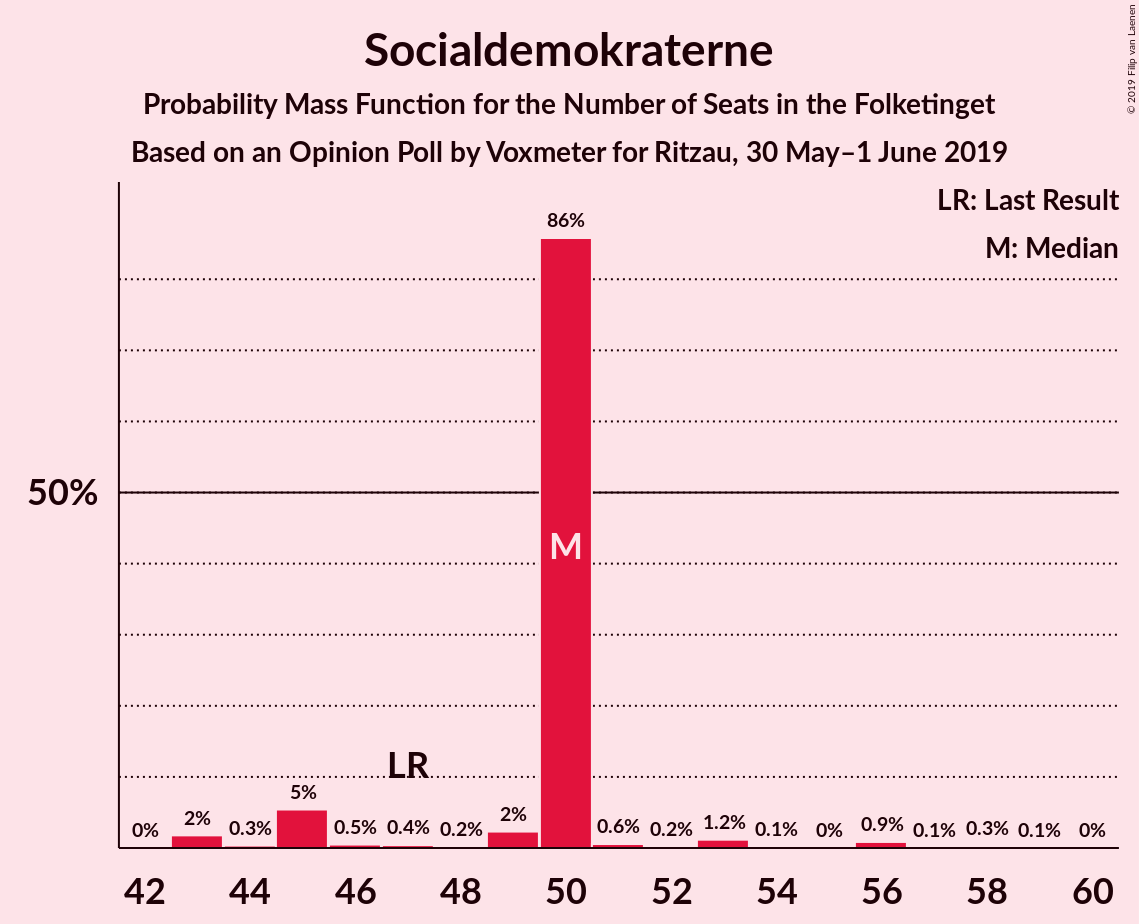 Socialdemokraterne
Probability Mass Function for the Number of Seats in the Folketinget
Based on an Opinion Poll by Voxmeter for Ritzau, 30 May–1 June 2019
© 2019 Filip van Laenen
LR: Last Result
M: Median
86%
50%
M
LR
0% 2% 0.3% 5% 0.5% 0.4% 0.2% 2% 0.6% 0.2% 1.2% 0.1% 0% 0.9% 0.1% 0.3% 0.1% 0%
42 44 46 48 50 52 54 56 58 60